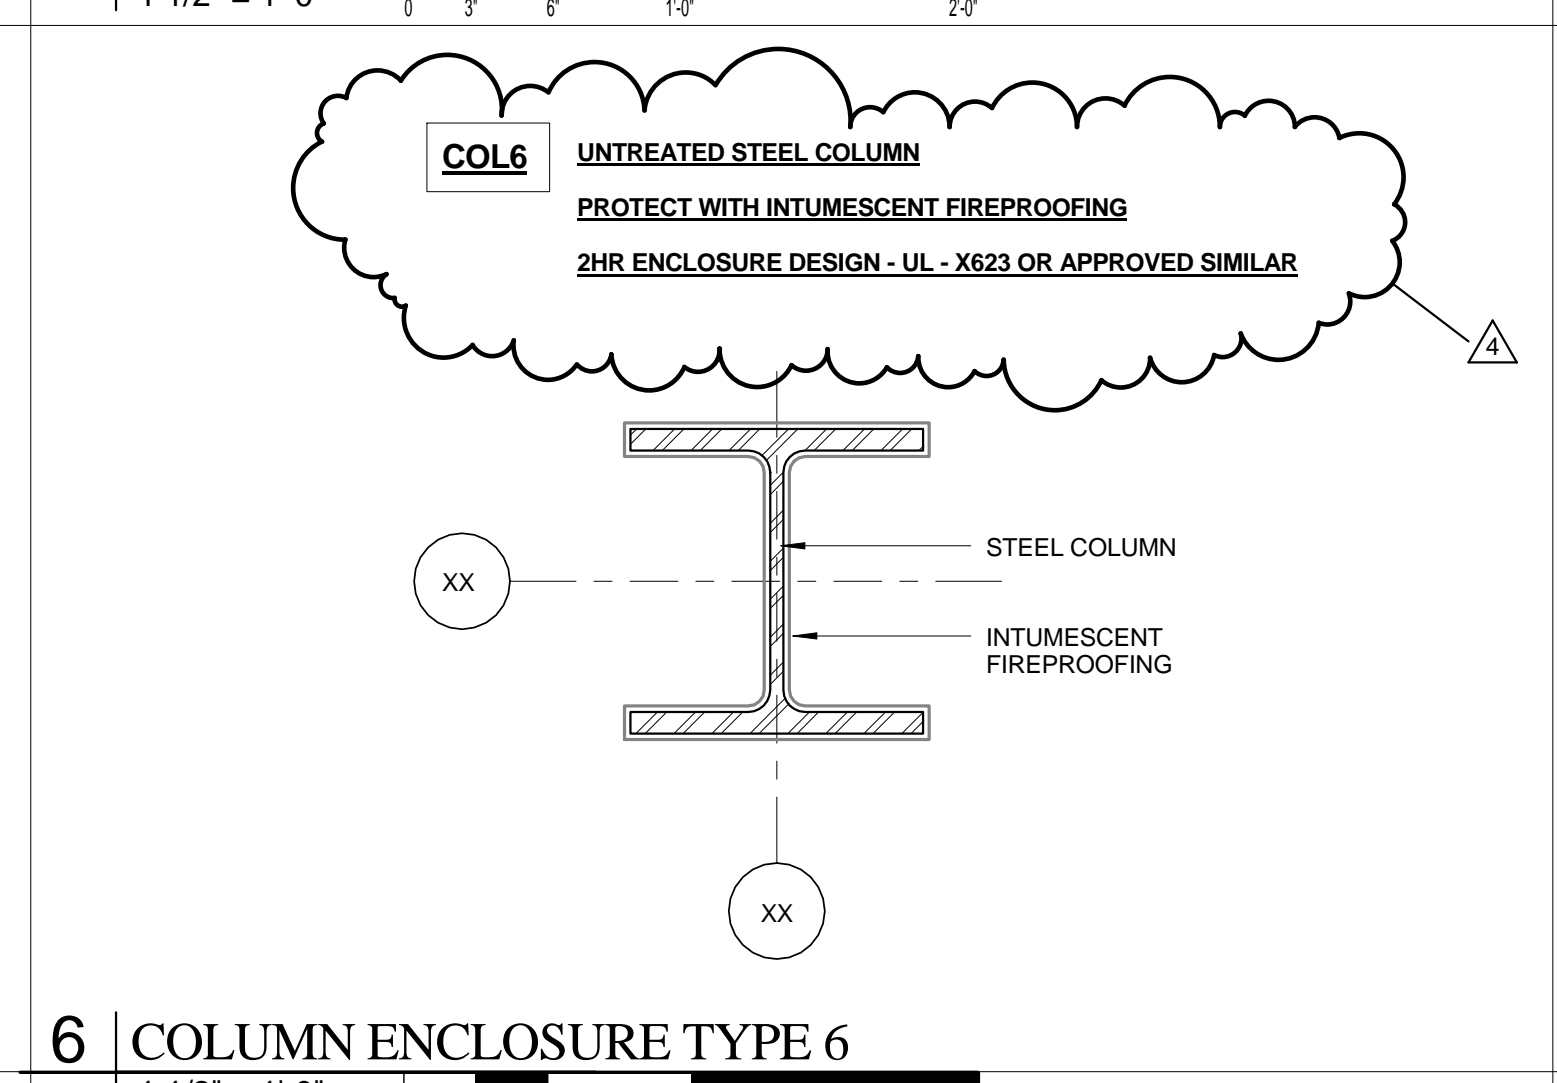 0 3" 6" 1'-0" 2'-0"
COL6
UNTREATED STEEL COLUMN
PROTECT WITH INTUMESCENT FIREPROOFING
2HR ENCLOSURE DESIGN - UL - X623 OR APPROVED SIMILAR
4
STEEL COLUMN
XX
INTUMESCENT
FIREPROOFING
XX
6 COLUMN ENCLOSURE TYPE 6